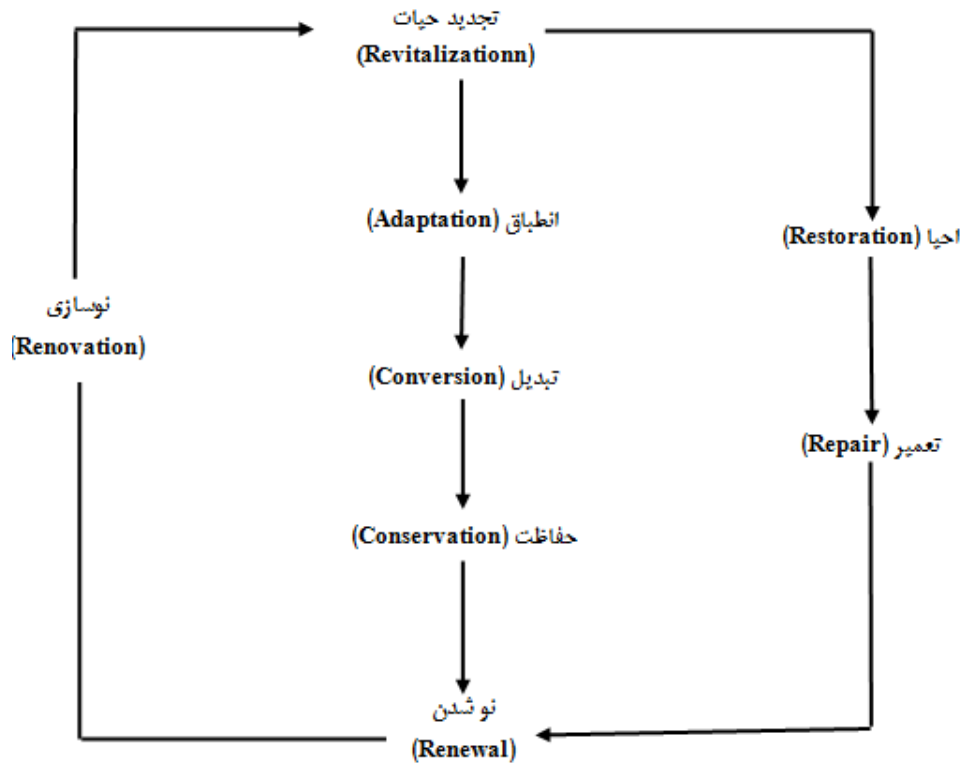 تجدید حیات
(Revitalizationn)
انطباق (Adaptation)
احیا (Restoration)
نوسازی
(Renovation)
تبدیل (Conversion)
تعمیر (Repair)
حفاظت (Conservation)
نو شدن
(Renewal)